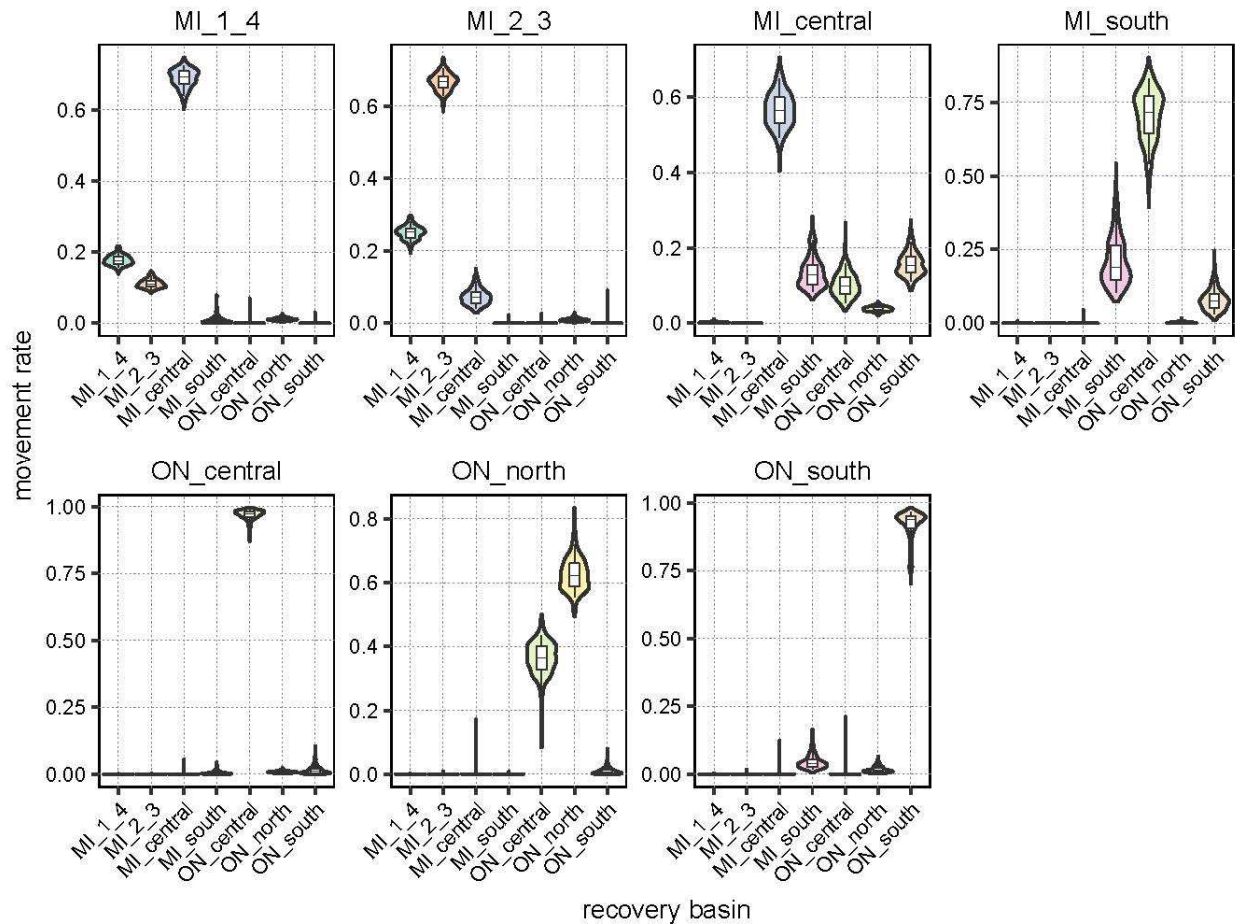 MI_1_4 MI_2_3 MI_central MI_south
0.6 0.6 0.6 0.75
0.4 0.4 0.4 0.50
0.2 0.2 0.2 0.25
0.0 0.0 0.0 0.00
MI_1_4 MI_2_3 MI_central MI_south ON_central ON_north ON_south
MI_1_4 MI_2_3 MI_central MI_south ON_central ON_north ON_south
MI_1_4 MI_2_3 MI_central MI_south ON_central ON_north ON_south
MI_1_4 MI_2_3 MI_central MI_south ON_central ON_north ON_south
movement rate
ON_central ON_north ON_south
1.00 0.8 1.00
0.75 0.6 0.75
0.50 0.4 0.50
0.25 0.2 0.25
0.00 0.0 0.00
MI_1_4 MI_2_3 MI_central MI_south ON_central ON_north ON_south
MI_1_4 MI_2_3 MI_central MI_south ON_central ON_north ON_south
MI_1_4 MI_2_3 MI_central MI_south ON_central ON_north ON_south
recovery basin